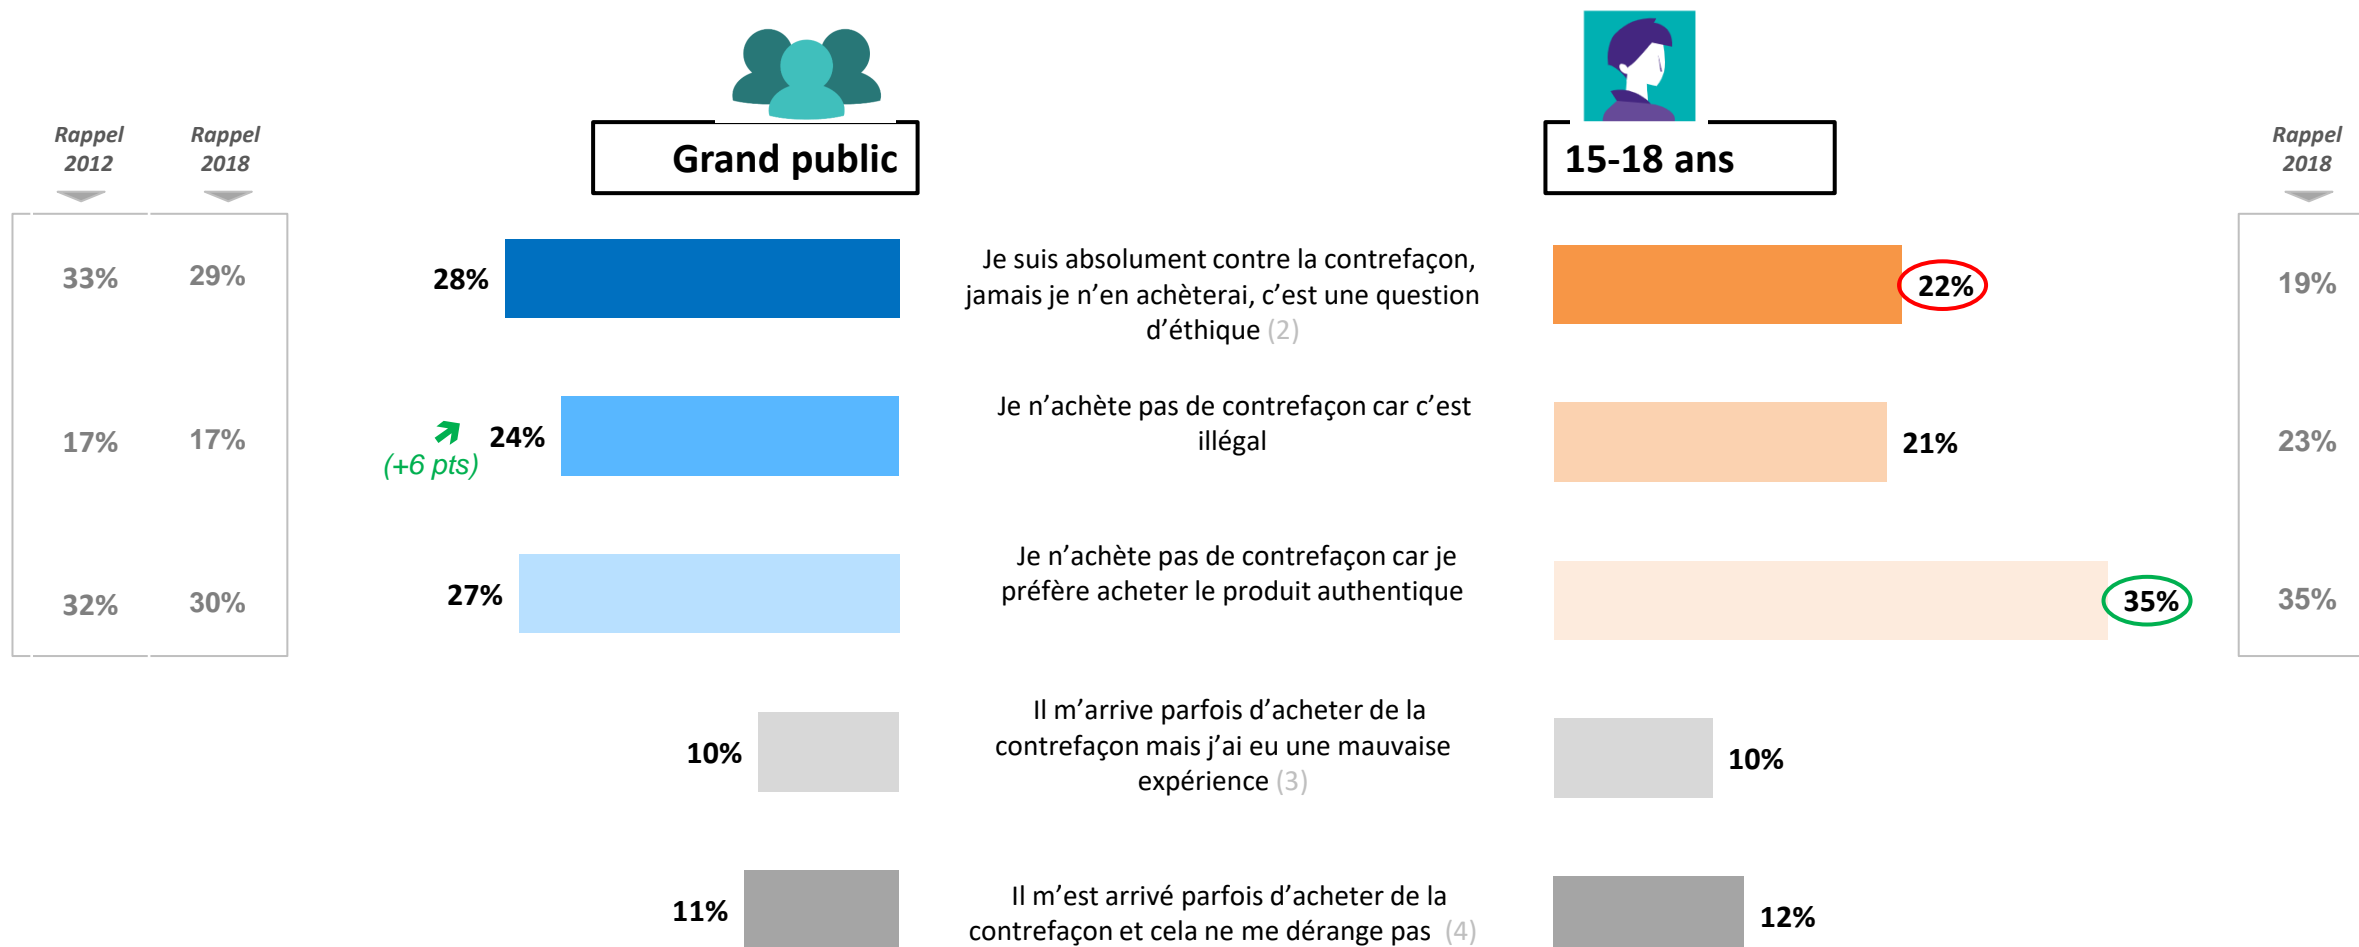 Grand public
15-18 ans
Rappel
2012
Rappel
2018
Rappel
2018
33%
29%
28%
Je suis absolument contre la contrefaçon,
jamais je n'en achèterai, c'est une question
d'éthique (2)
22%
19%
17%
17%
(+6 pts)
24%
Je n'achète pas de contrefaçon car c'est
illégal
21%
23%
32%
30%
27%
Je n'achète pas de contrefaçon car je
préfère acheter le produit authentique
35%
35%
10%
Il m'arrive parfois d'acheter de la
contrefaçon mais j'ai eu une mauvaise
expérience (3)
10%
11%
Il m'est arrivé parfois d'acheter de la
contrefaçon et cela ne me dérange pas (4)
12%